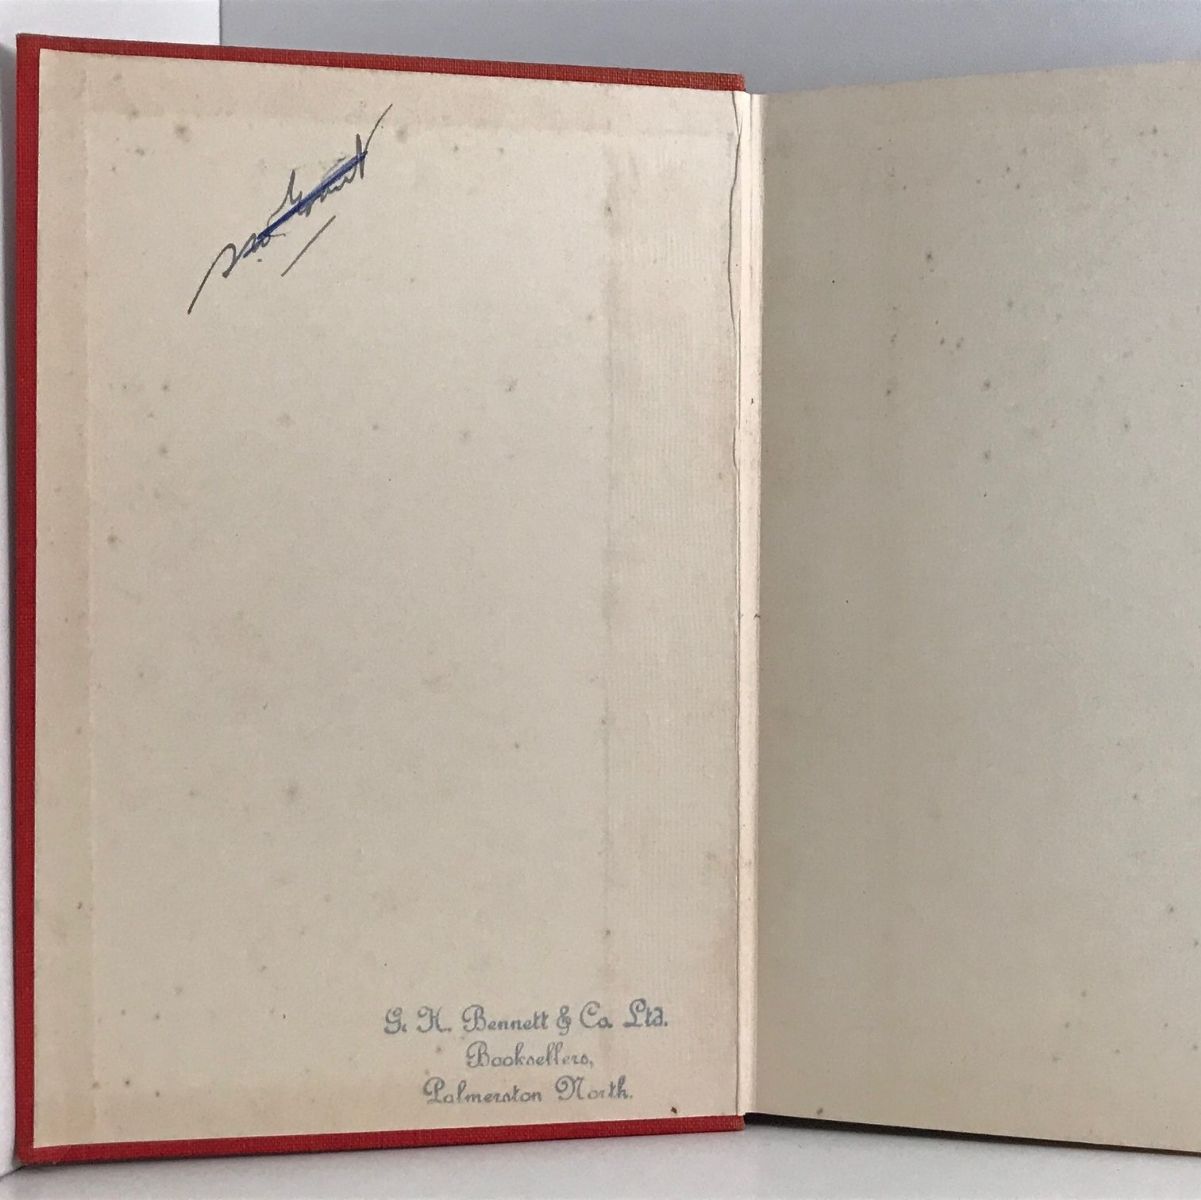 G. H. Bennett & Co. Ltd.
Booksellers,
Palmerston North.